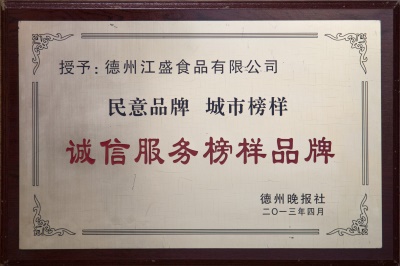 授予：德州江盛食品有限公司
民意品牌 城市榜样
诚信服务榜样品牌
德州晚报社
二〇一三年四月